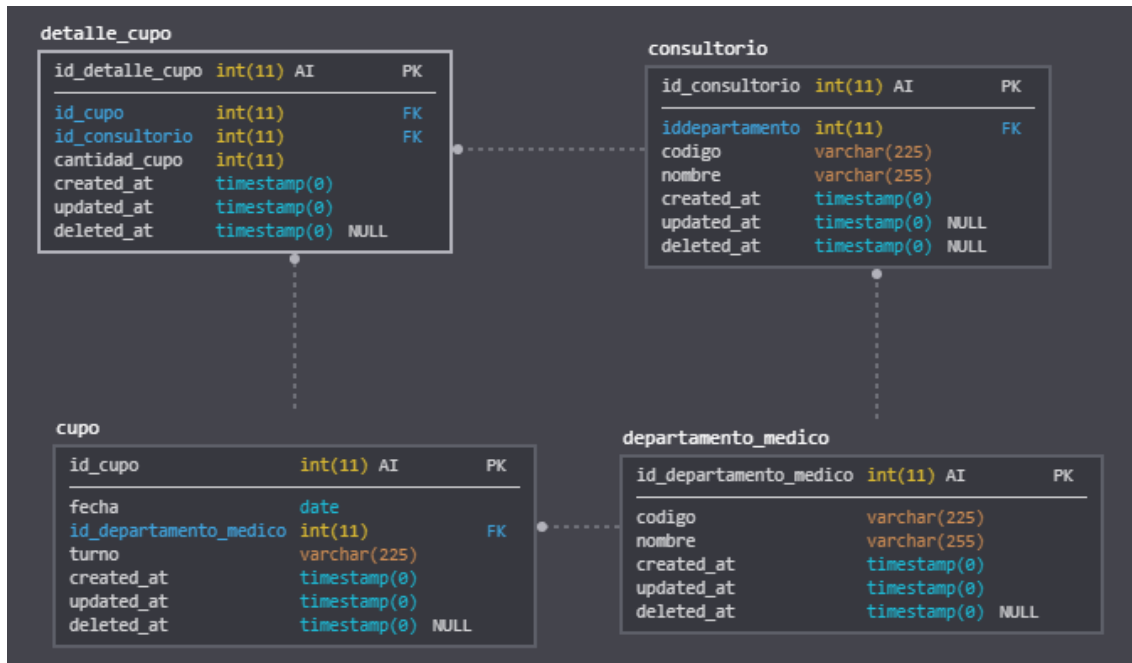 detalle_cupo
id_detalle_cupo int(11) AI PK
id_cupo int(11) FK
id_consultorio int(11) FK
cantidad_cupo int(11)
created_at timestamp(0)
updated_at timestamp(0)
deleted_at timestamp(0) NULL
consultorio
id_consultorio int(11) AI PK
iddepartamento int(11) FK
codigo varchar(225)
nombre varchar(255)
created_at timestamp(0)
updated_at timestamp(0) NULL
deleted_at timestamp(0) NULL
cupo
id_cupo int(11) AI PK
fecha date
id_departamento_medico int(11) FK
turno varchar(225)
created_at timestamp(0)
updated_at timestamp(0)
deleted_at timestamp(0) NULL
departamento_medico
id_departamento_medico int(11) AI PK
codigo varchar(225)
nombre varchar(255)
created_at timestamp(0)
updated_at timestamp(0)
deleted_at timestamp(0) NULL